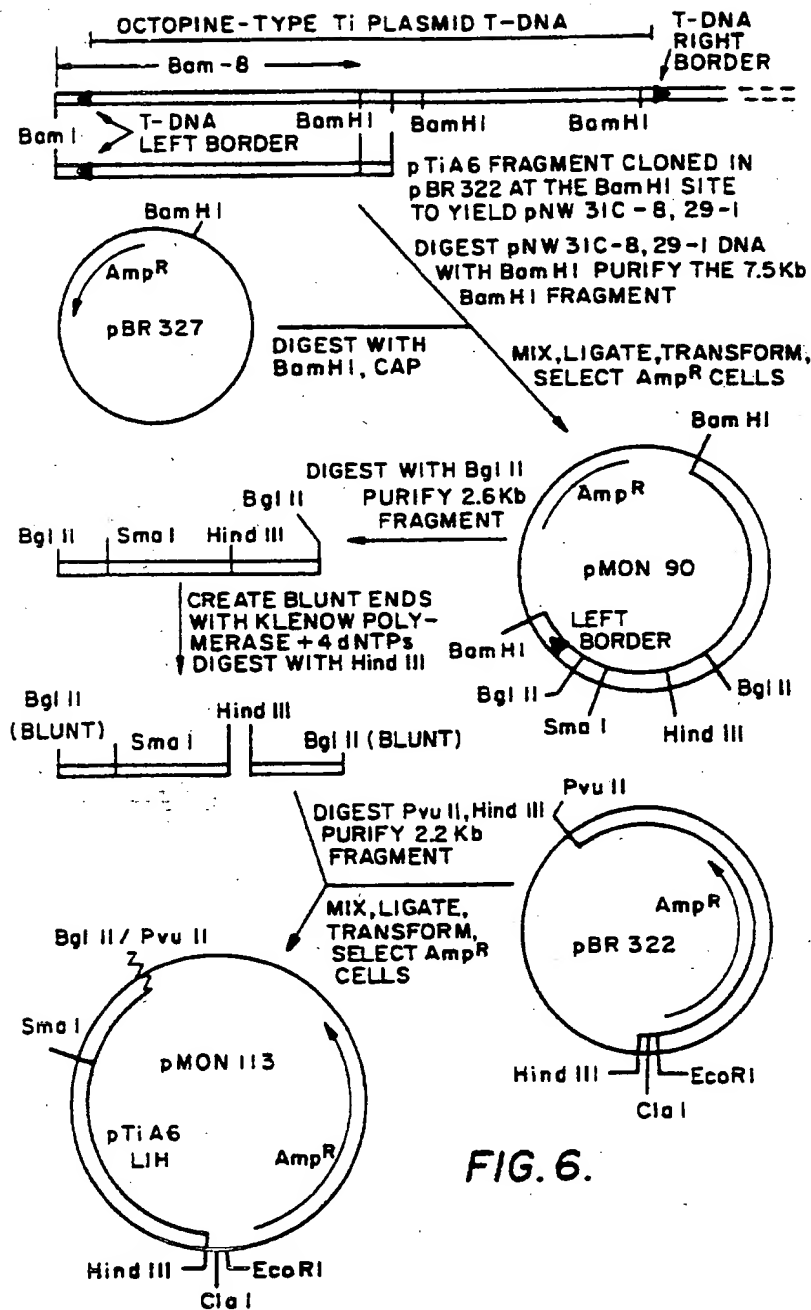 OCTOPINE-TYPE Ti PLASMID T-DNA
T-DNA
RIGHT
BORDER
Bam-8
Bam I
T-DNA
LEFT BORDER
BamHI
BamHI
BamHI
pTiA6 FRAGMENT CLONED IN
pBR 322 AT THE BamHI SITE
TO YIELD pNW 31C-8, 29-1
BamHI
AmpR
pBR 327
DIGEST pNW 31C-8, 29-1 DNA
WITH BamHI PURIFY THE 7.5Kb
BamHI FRAGMENT
DIGEST WITH
BamHI, CAP
MIX, LIGATE, TRANSFORM,
SELECT AmpR CELLS
BamHI
AmpR
pMON 90
LEFT
BORDER
BamHI
Bgl II
Sma I
Hind III
Bgl II
DIGEST WITH Bgl II
PURIFY 2.6Kb
FRAGMENT
Bgl II
Sma I
Hind III
Bgl II
CREATE BLUNT ENDS
WITH KLENOW POLY-
MERASE + 4 dNTPs
DIGEST WITH Hind III
Bgl II
(BLUNT)
Sma I
Hind III
Bgl II (BLUNT)
Pvu II
DIGEST Pvu II, Hind III
PURIFY 2.2 Kb
FRAGMENT
AmpR
pBR 322
Hind III
EcoRI
Cla I
MIX, LIGATE,
TRANSFORM,
SELECT AmpR
CELLS
Bgl II / Pvu II
Sma I
pMON 113
pTiA6
LIH
AmpR
Hind III
EcoRI
Cla I
FIG. 6.